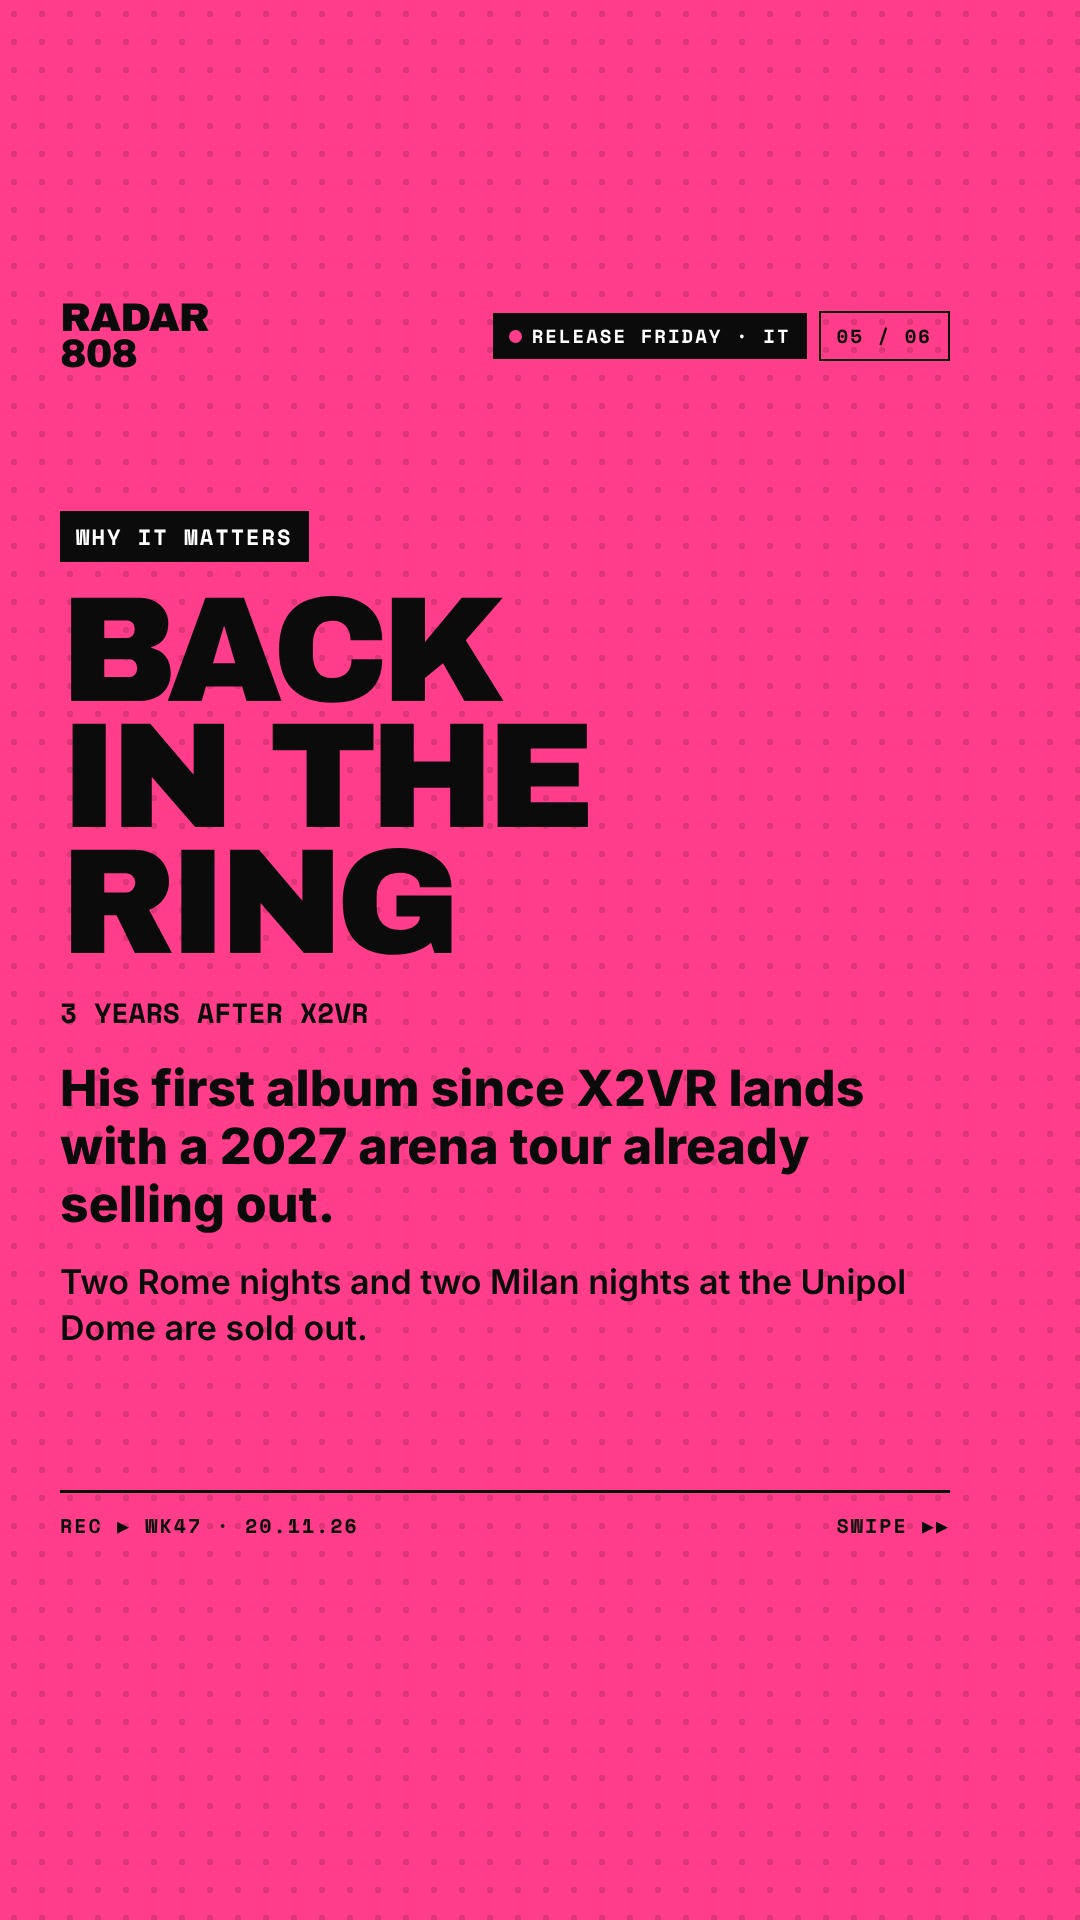 RADAR
808
RELEASE FRIDAY · IT
05 / 06
WHY IT MATTERS
BACK
IN THE
RING
3 YEARS AFTER X2VR
His first album since X2VR lands
with a 2027 arena tour already
selling out.
Two Rome nights and two Milan nights at the Unipol
Dome are sold out.
REC ▶ WK47 · 20.11.26
SWIPE ▶▶